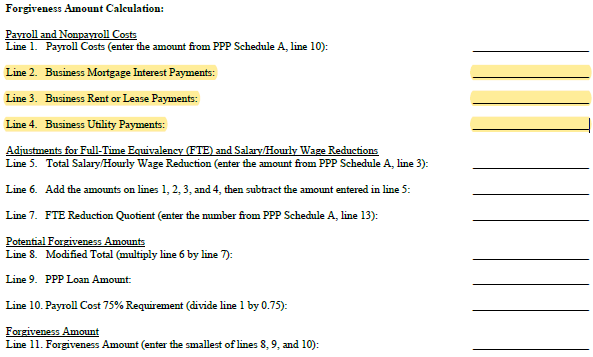 Forgiveness Amount Calculation:
Payroll and Nonpayroll Costs
Line 1. Payroll Costs (enter the amount from PPP Schedule A, line 10):
Line 2. Business Mortgage Interest Payments:
Line 3. Business Rent or Lease Payments:
Line 4. Business Utility Payments:
Adjustments for Full-Time Equivalency (FTE) and Salary/Hourly Wage Reductions
Line 5. Total Salary/Hourly Wage Reduction (enter the amount from PPP Schedule A, line 3):
Line 6. Add the amounts on lines 1, 2, 3, and 4, then subtract the amount entered in line 5:
Line 7. FTE Reduction Quotient (enter the number from PPP Schedule A, line 13):
Potential Forgiveness Amounts
Line 8. Modified Total (multiply line 6 by line 7):
Line 9. PPP Loan Amount:
Line 10. Payroll Cost 75% Requirement (divide line 1 by 0.75):
Forgiveness Amount
Line 11. Forgiveness Amount (enter the smallest of lines 8, 9, and 10):